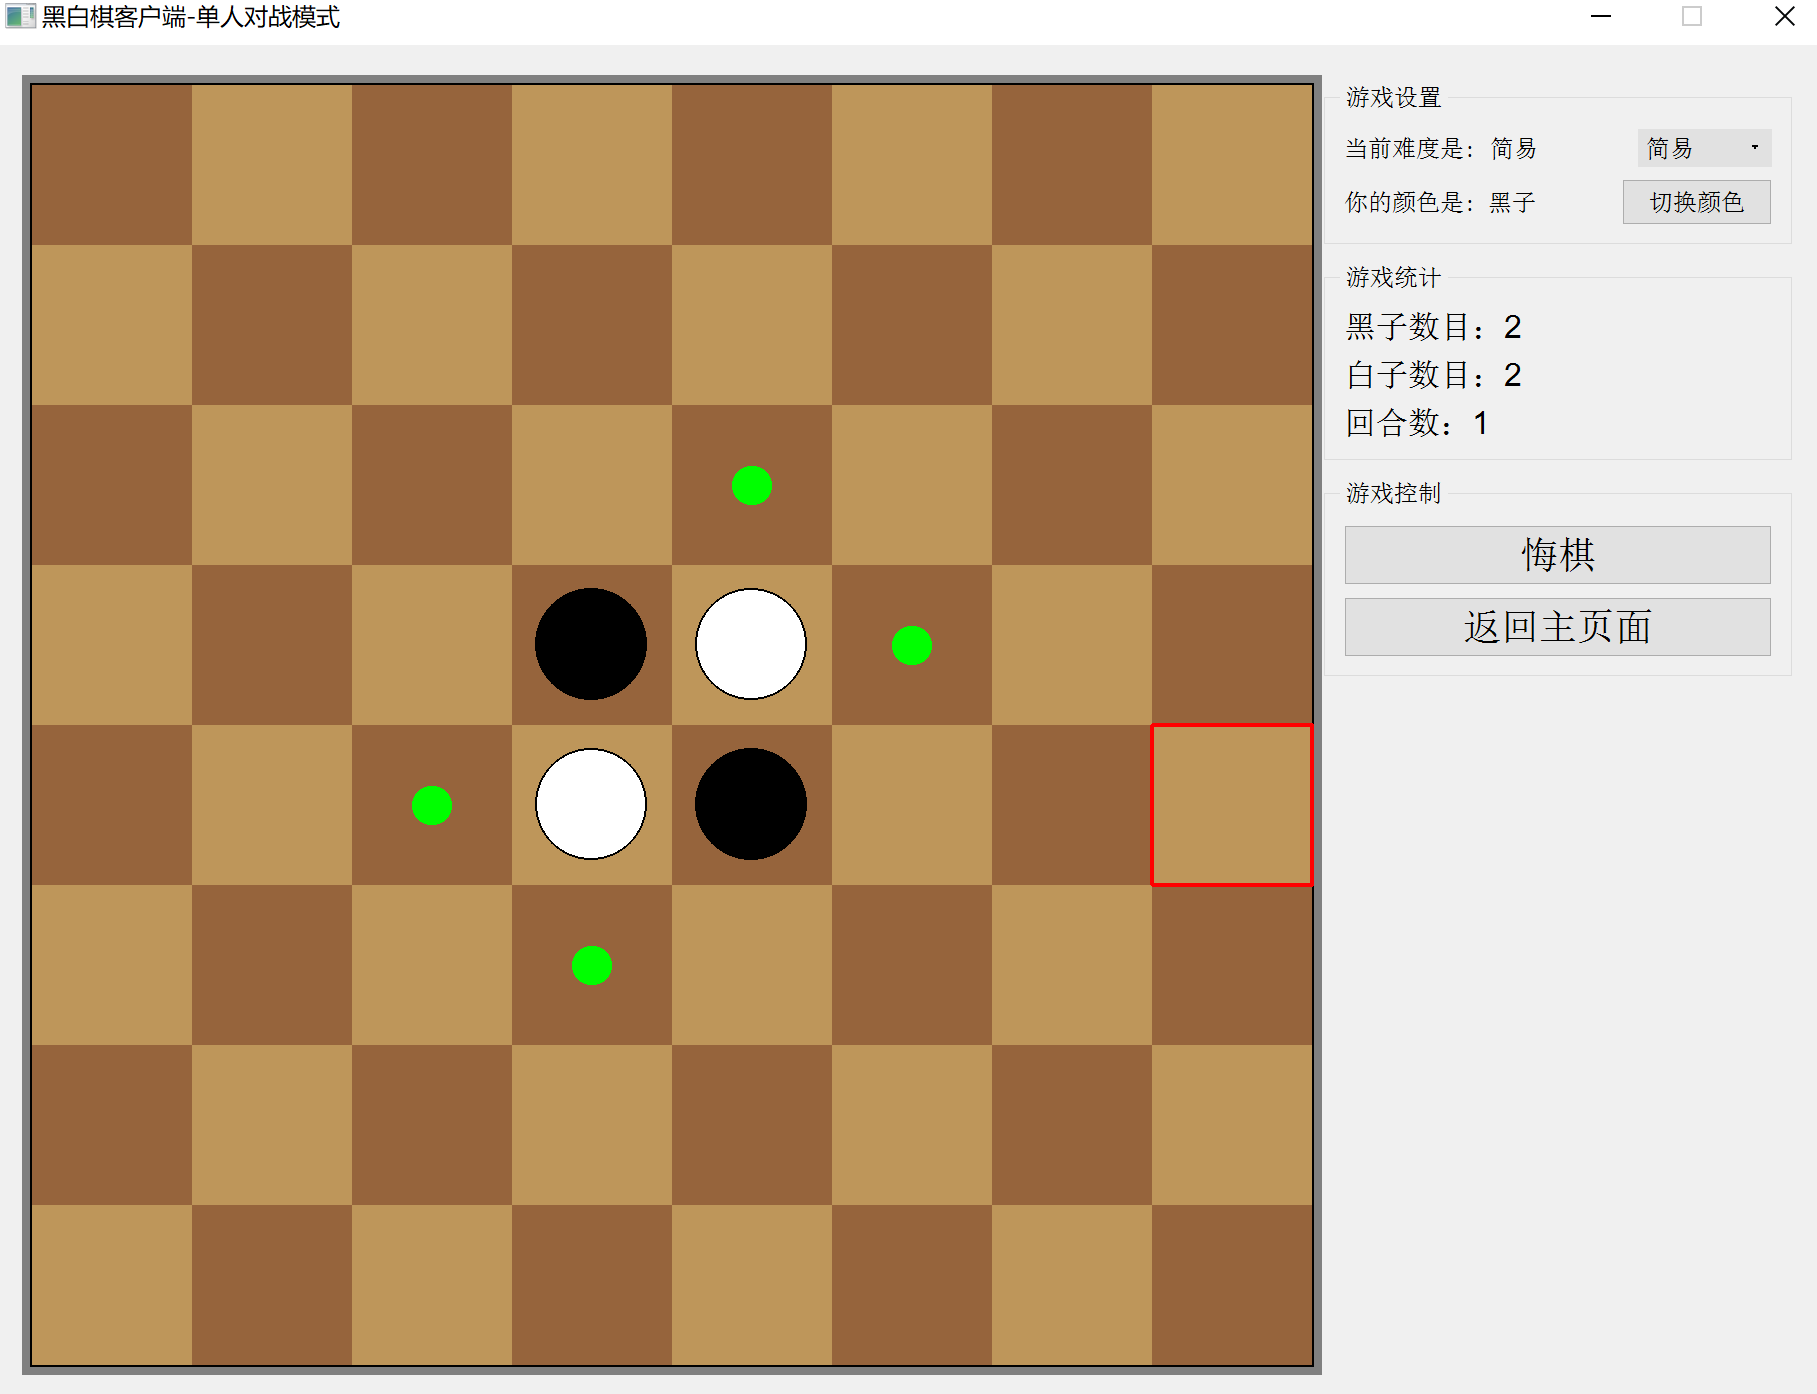 黑白棋客户端-单人对战模式
游戏设置
当前难度是：简易
简易
你的颜色是：黑子
切换颜色
游戏统计
黑子数目：2
白子数目：2
回合数：1
游戏控制
悔棋
返回主页面